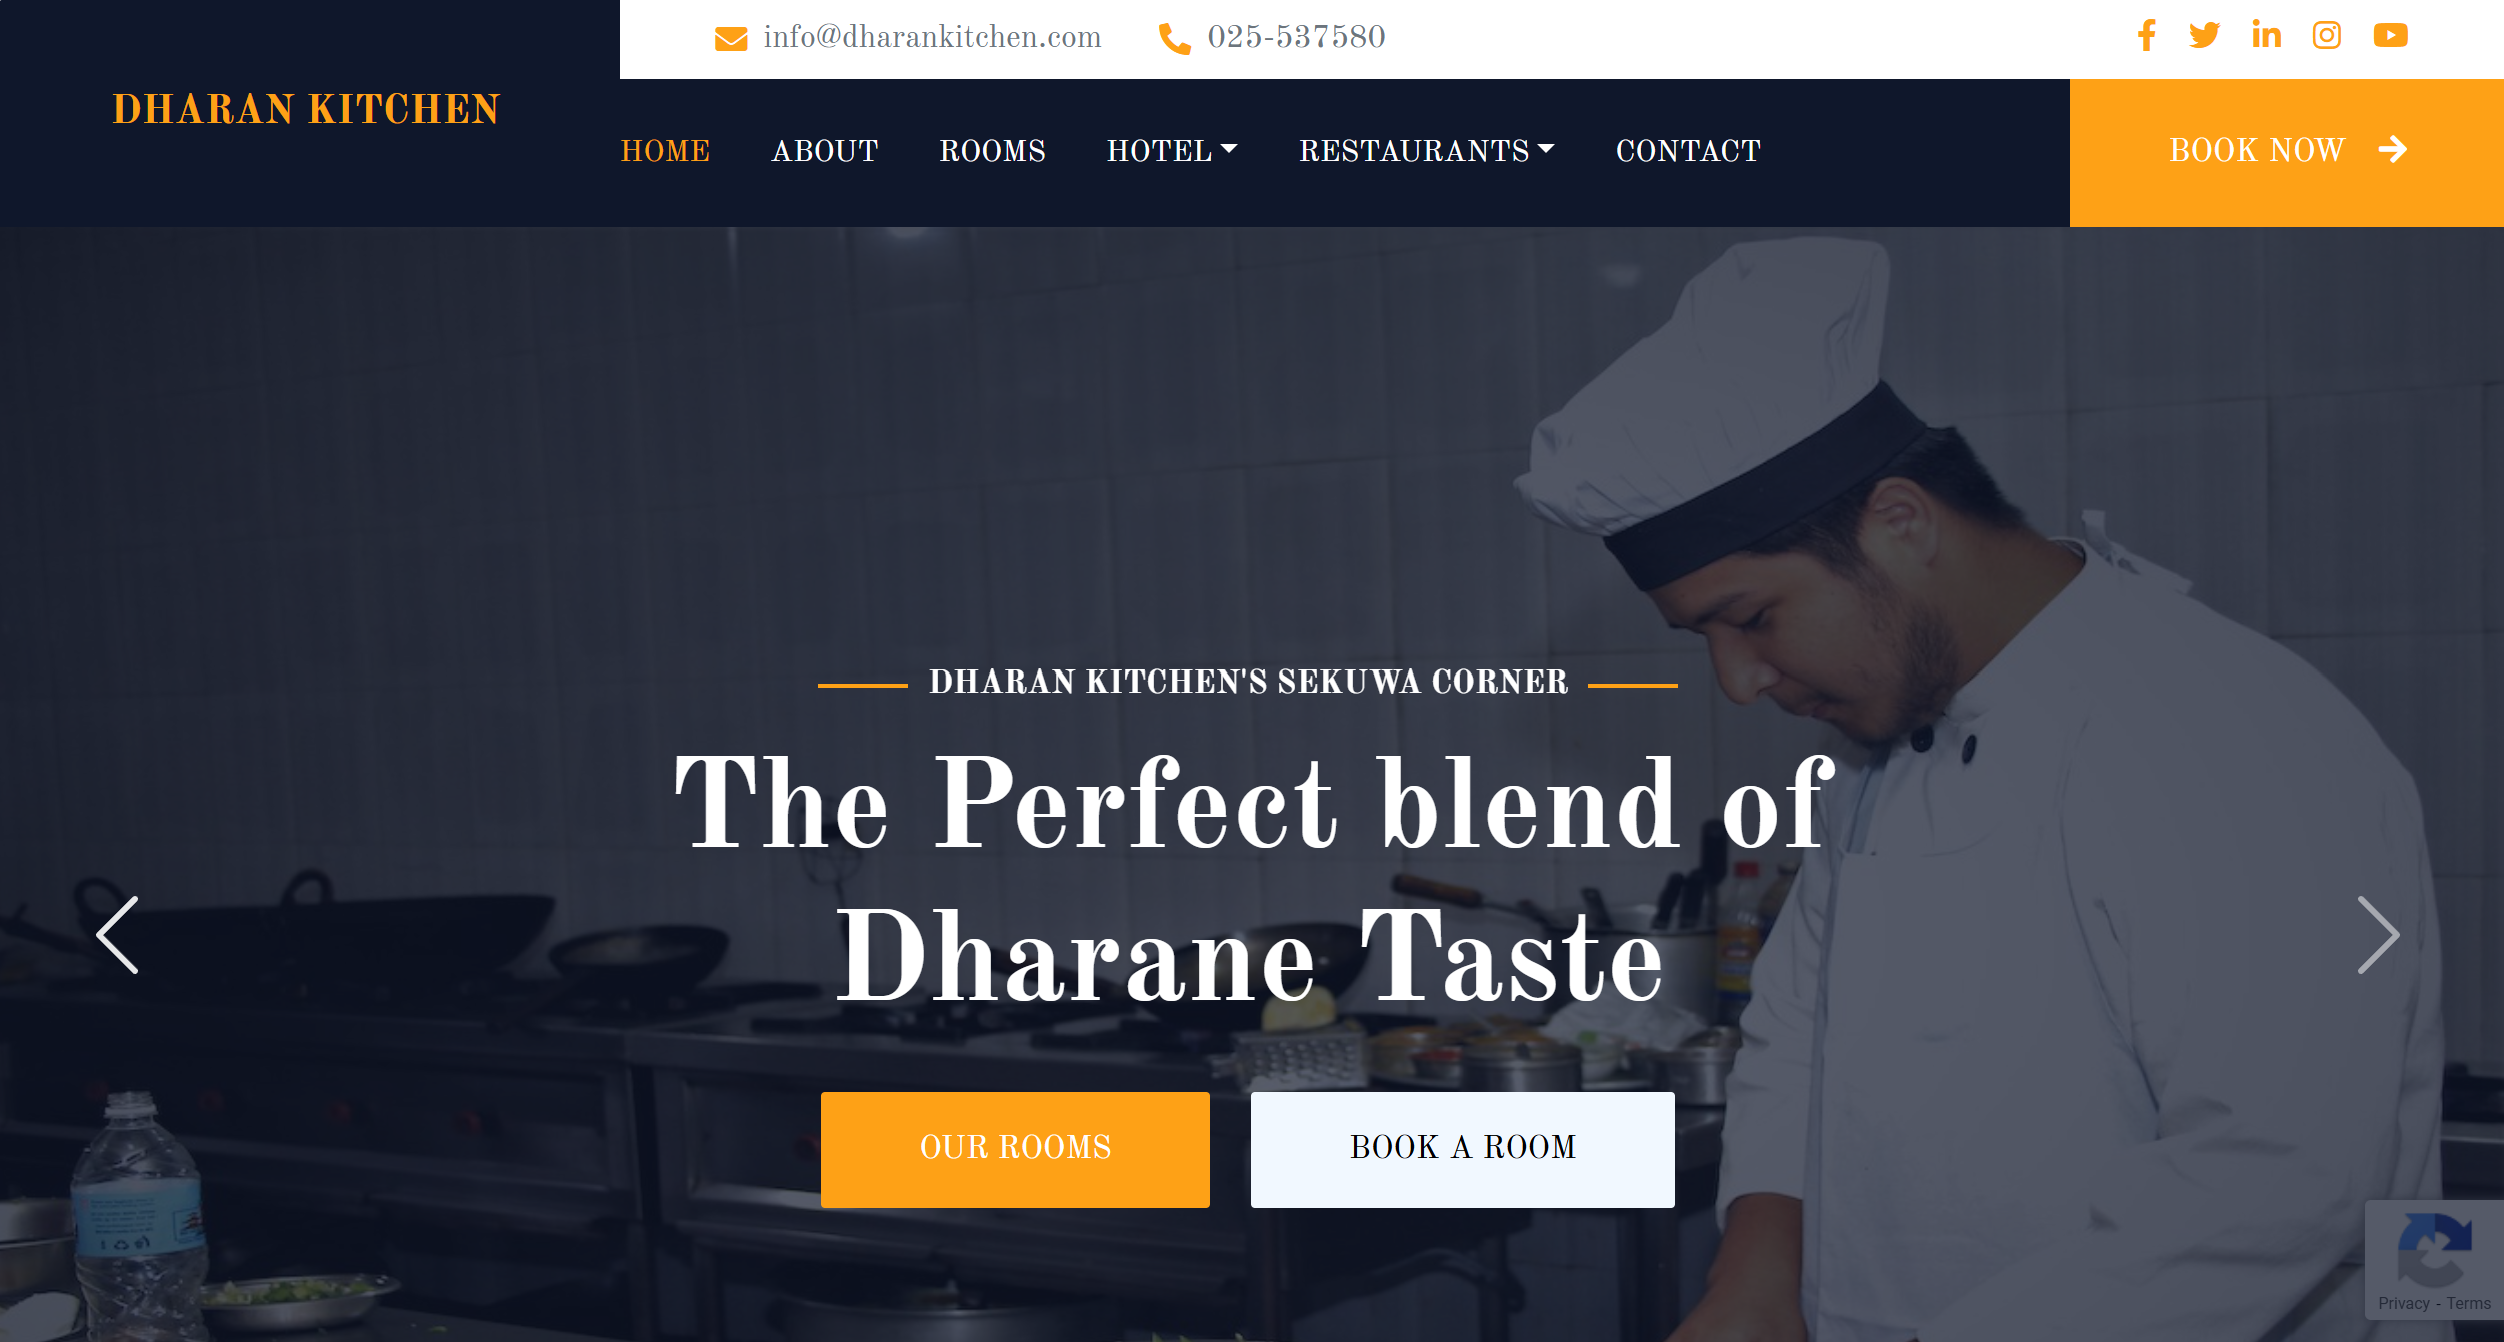 info@dharankitchen.com 025-537580
DHARAN KITCHEN
HOME ABOUT ROOMS HOTEL RESTAURANTS CONTACT BOOK NOW
DHARAN KITCHEN'S SEKUWA CORNER
The Perfect blend of
Dharane Taste
OUR ROOMS BOOK A ROOM
Privacy - Terms